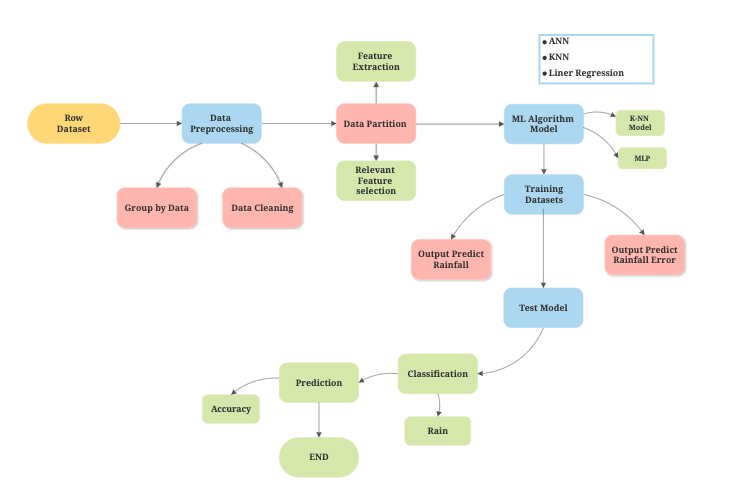 Feature
Extraction
● ANN
● KNN
● Liner Regression
Row
Dataset
Data
Preprocessing
Data Partition
ML Algorithm
Model
K-NN
Model
MLP
Relevant
Feature
selection
Group by Data
Data Cleaning
Training
Datasets
Output Predict
Rainfall
Output Predict
Rainfall Error
Test Model
Classification
Prediction
Accuracy
Rain
END